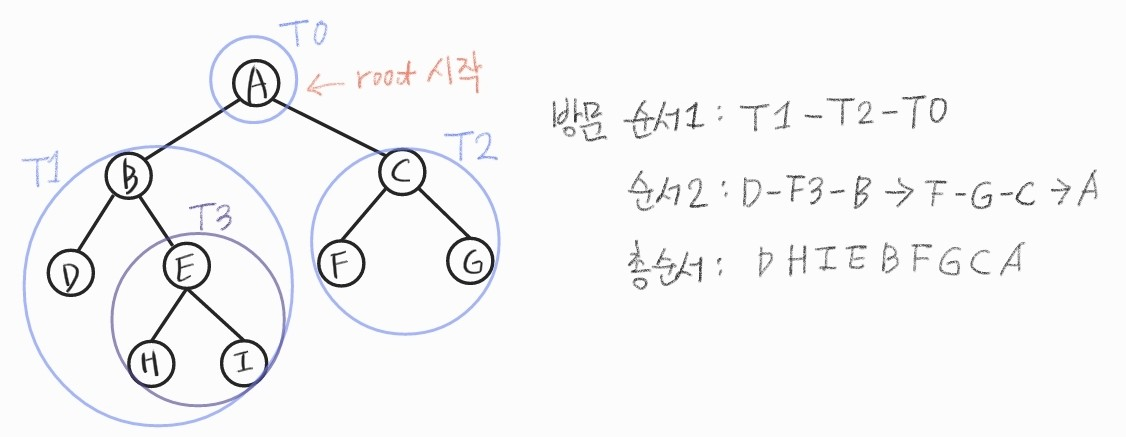 T0
A
← root 시작
T1
B
C
T2
T3
D
E
F
G
H
I
방문 순서1 : T1-T2-T0
순서2 : D-F3-B → F-G-C → A
총순서 : D H I E B F G C A